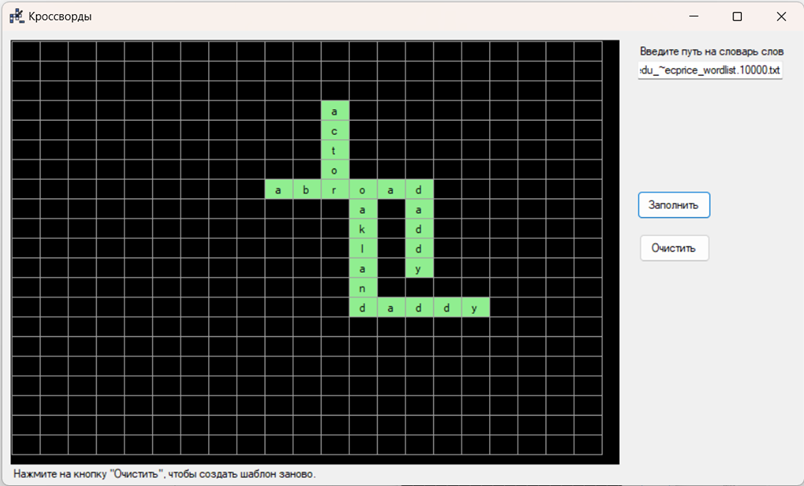 Кроссворды
Введите путь на словарь слов
edu_~ecprice_wordlist.10000.txt
a
c
t
o
a b r o a d
a a
k d
l d
a y
n
d a d d y
Заполнить
Очистить
Нажмите на кнопку "Очистить", чтобы создать шаблон заново.